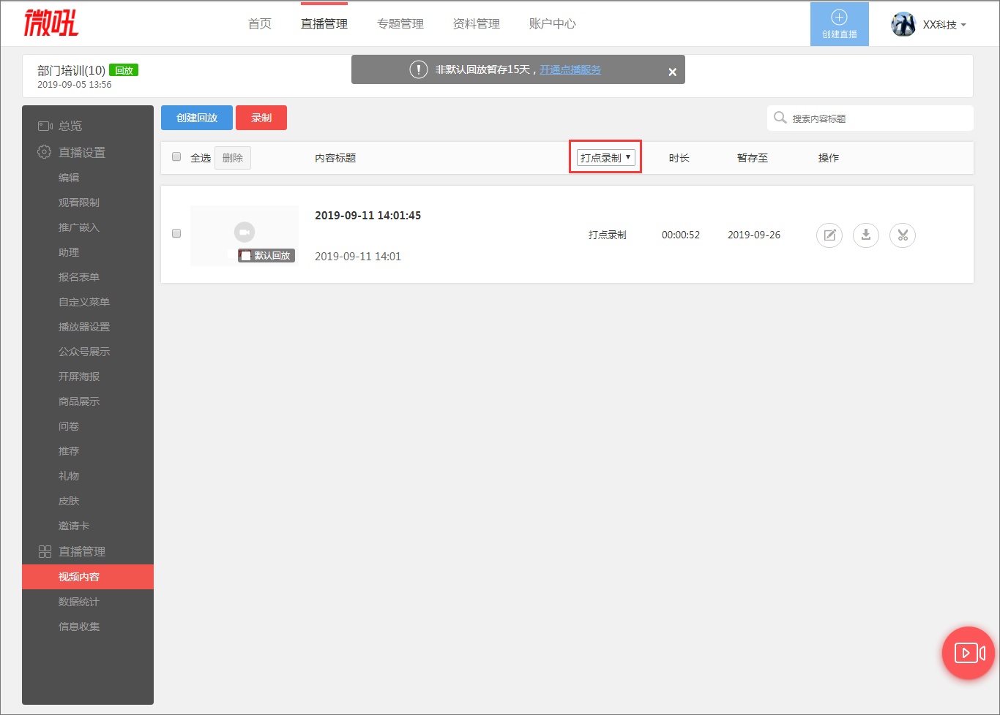 微吼
首页 直播管理 专题管理 资料管理 账户中心
创建直播
XX科技
部门培训(10) 回放
2019-09-05 13:56
非默认回放暂存15天，开通点播服务
总览
直播设置
编辑
观看限制
推广嵌入
助理
报名表单
自定义菜单
播放器设置
公众号展示
开屏海报
商品展示
问卷
推荐
礼物
皮肤
邀请卡
直播管理
视频内容
数据统计
信息收集
创建回放 录制
搜索内容标题
全选 删除 内容标题 打点录制 时长 暂存至 操作
2019-09-11 14:01:45
默认回放
2019-09-11 14:01
打点录制 00:00:52 2019-09-26